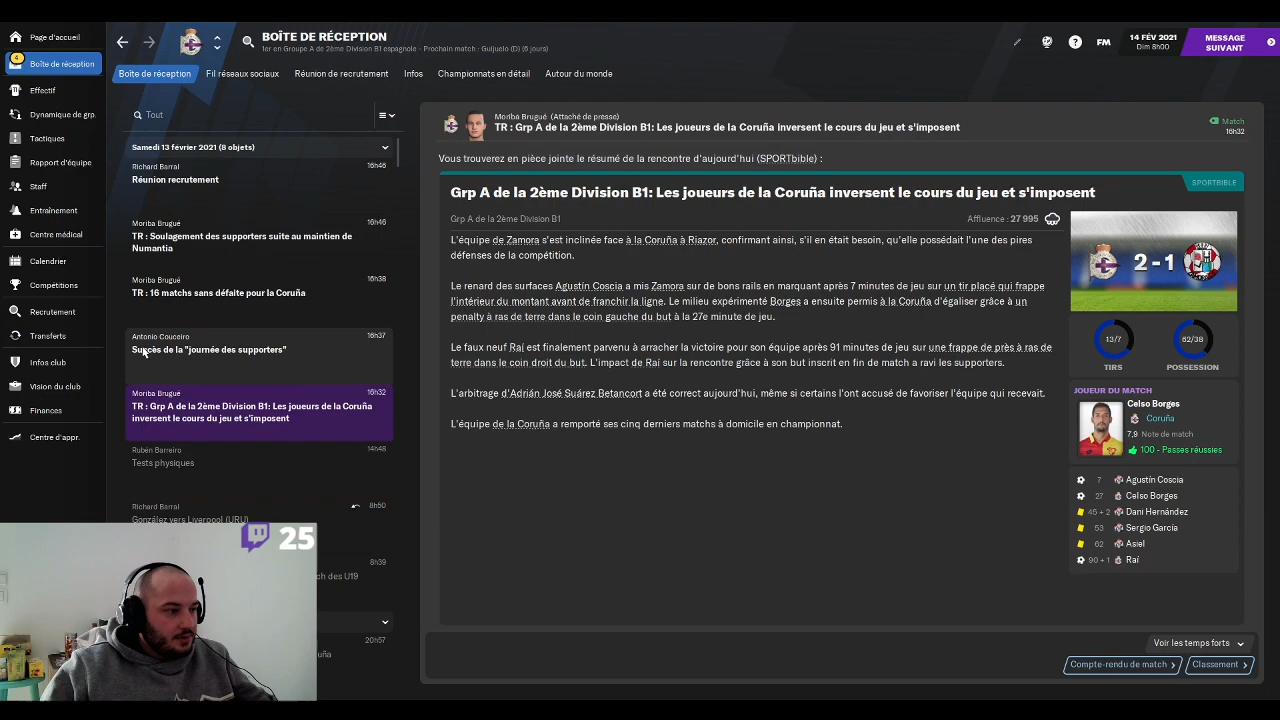 Page d'accueil
4
Boîte de réception
Effectif
Dynamique de grp.
Tactiques
Rapport d'équipe
Staff
Entraînement
Centre médical
Calendrier
Compétitions
Recrutement
Transferts
Infos club
Vision du club
Finances
Centre d'appr.
BOÎTE DE RÉCEPTION
1er en Groupe A de 2ème Division B1 espagnole - Prochain match : Guijuelo (D) (6 jours)
FM
14 FÉV 2021
Dim 8h00
MESSAGE SUIVANT
Boîte de réception
Fil réseaux sociaux
Réunion de recrutement
Infos
Championnats en détail
Autour du monde
Tout
Samedi 13 février 2021 (8 objets)
Richard Barral 16h46
Réunion recrutement
Moriba Brugué 16h46
TR : Soulagement des supporters suite au maintien de
Numantia
Moriba Brugué 16h38
TR : 16 matchs sans défaite pour la Coruña
Antonio Couceiro 16h37
Succès de la "journée des supporters"
Moriba Brugué 16h32
TR : Grp A de la 2ème Division B1: Les joueurs de la Coruña
inversent le cours du jeu et s'imposent
Rubén Barreiro 14h48
Tests physiques
Richard Barral 8h50
González vers Liverpool (URU)
8h39
ch des U19
20h57
uña
25
Moriba Brugué (Attaché de presse)
TR : Grp A de la 2ème Division B1: Les joueurs de la Coruña inversent le cours du jeu et s'imposent
Match
16h32
Vous trouverez en pièce jointe le résumé de la rencontre d'aujourd'hui (SPORTbible) :
SPORTBIBLE
Grp A de la 2ème Division B1: Les joueurs de la Coruña inversent le cours du jeu et s'imposent
Grp A de la 2ème Division B1
Affluence : 27 995
L'équipe de Zamora s'est inclinée face à la Coruña à Riazor, confirmant ainsi, s'il en était besoin, qu'elle possédait l'une des pires
défenses de la compétition.
Le renard des surfaces Agustín Coscia a mis Zamora sur de bons rails en marquant après 7 minutes de jeu sur un tir placé qui frappe
l'intérieur du montant avant de franchir la ligne. Le milieu expérimenté Borges a ensuite permis à la Coruña d'égaliser grâce à un
penalty à ras de terre dans le coin gauche du but à la 27e minute de jeu.
Le faux neuf Raí est finalement parvenu à arracher la victoire pour son équipe après 91 minutes de jeu sur une frappe de près à ras de
terre dans le coin droit du but. L'impact de Raí sur la rencontre grâce à son but inscrit en fin de match a ravi les supporters.
L'arbitrage d'Adrián José Suárez Betancort a été correct aujourd'hui, même si certains l'ont accusé de favoriser l'équipe qui recevait.
L'équipe de la Coruña a remporté ses cinq derniers matchs à domicile en championnat.
2 - 1
13/7
TIRS
62/38
POSSESSION
JOUEUR DU MATCH
Celso Borges
Coruña
7,9 Note de match
100 - Passes réussies
7 Agustín Coscia
27 Celso Borges
45 + 2 Dani Hernández
53 Sergio García
62 Asiel
90 + 1 Raí
Voir les temps forts
Compte-rendu de match
Classement